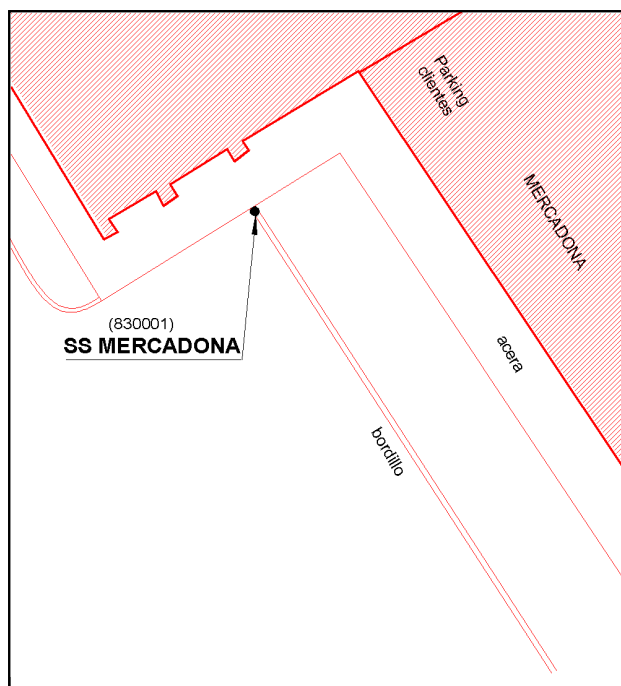 Parking
clientes
MERCADONA
(830001)
SS MERCADONA
acera
bordillo